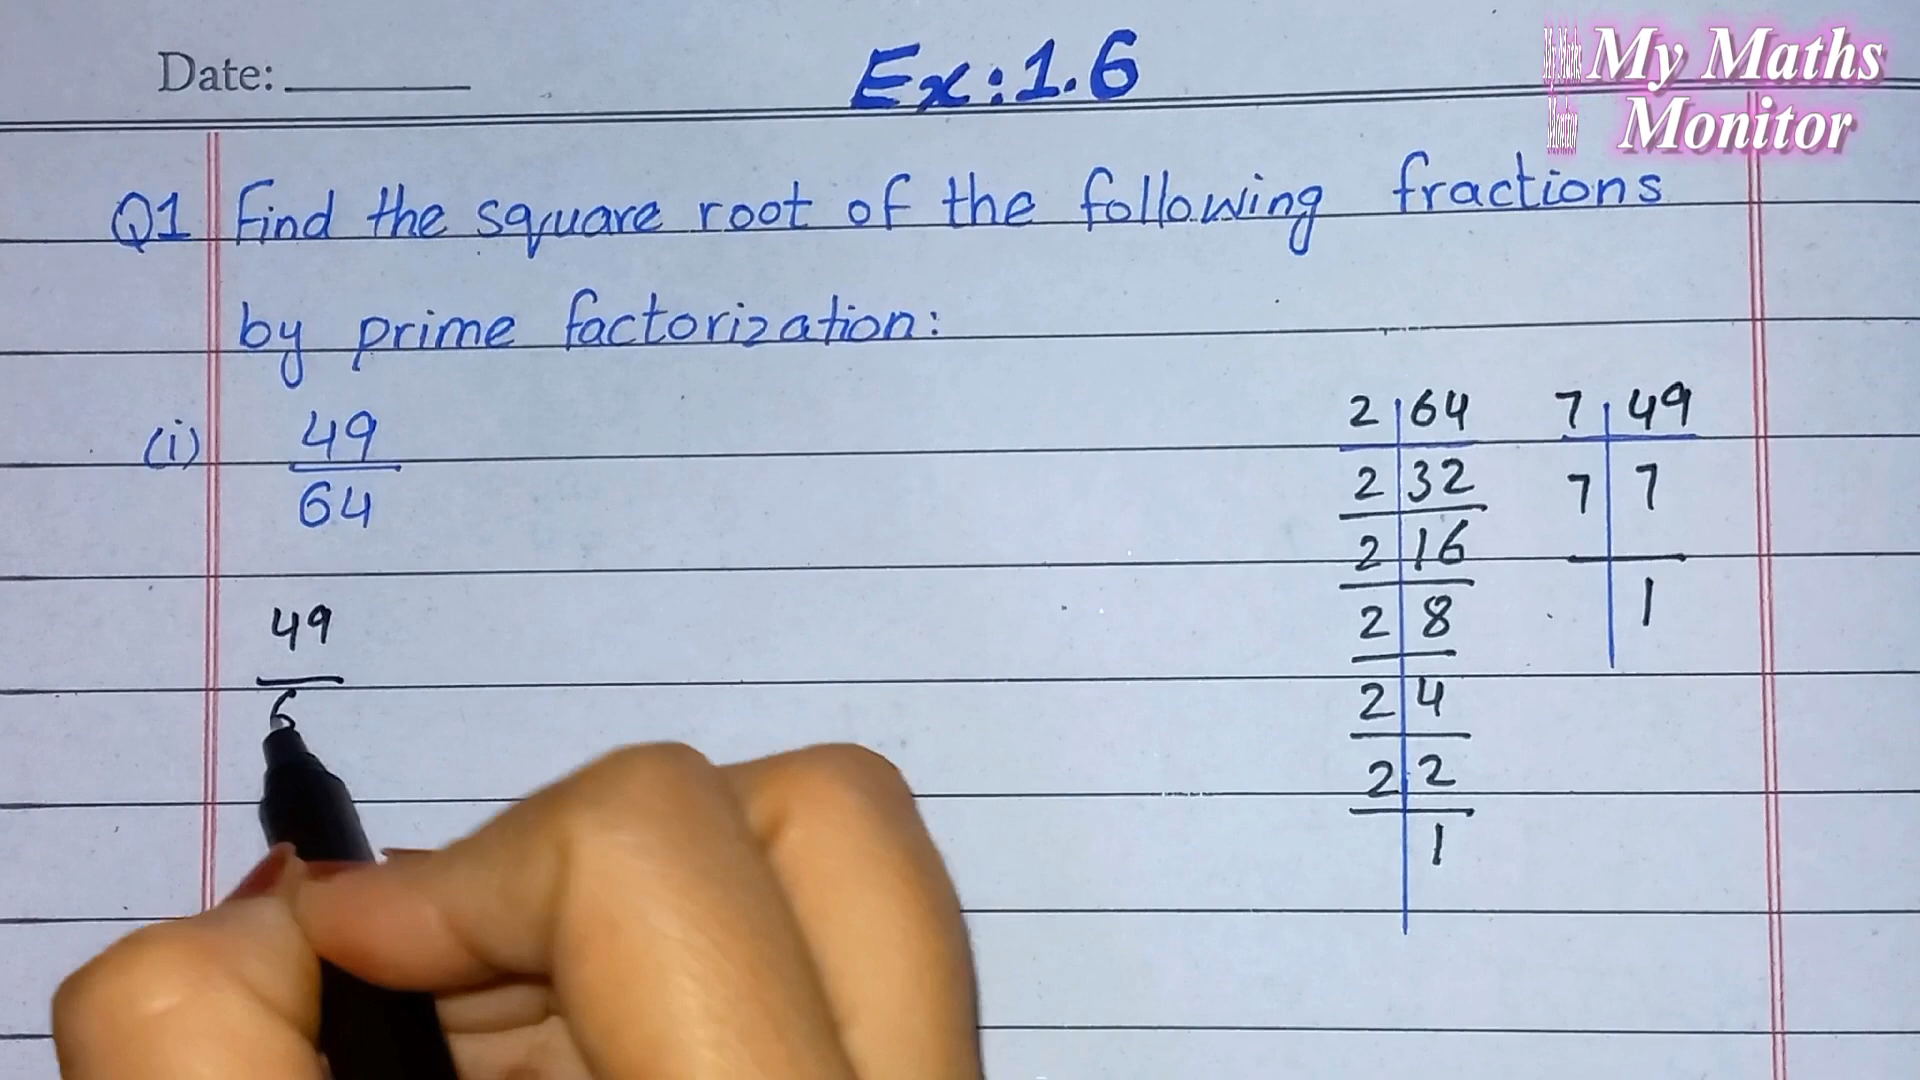 Date:
Ex:1.6
My Maths
Monitor
Q1 Find the square root of the following fractions
by prime factorization:
(i) 49
64
2 64
2 32
2 16
2 8
2 4
2 2
1
7 49
7 7
1
49
6